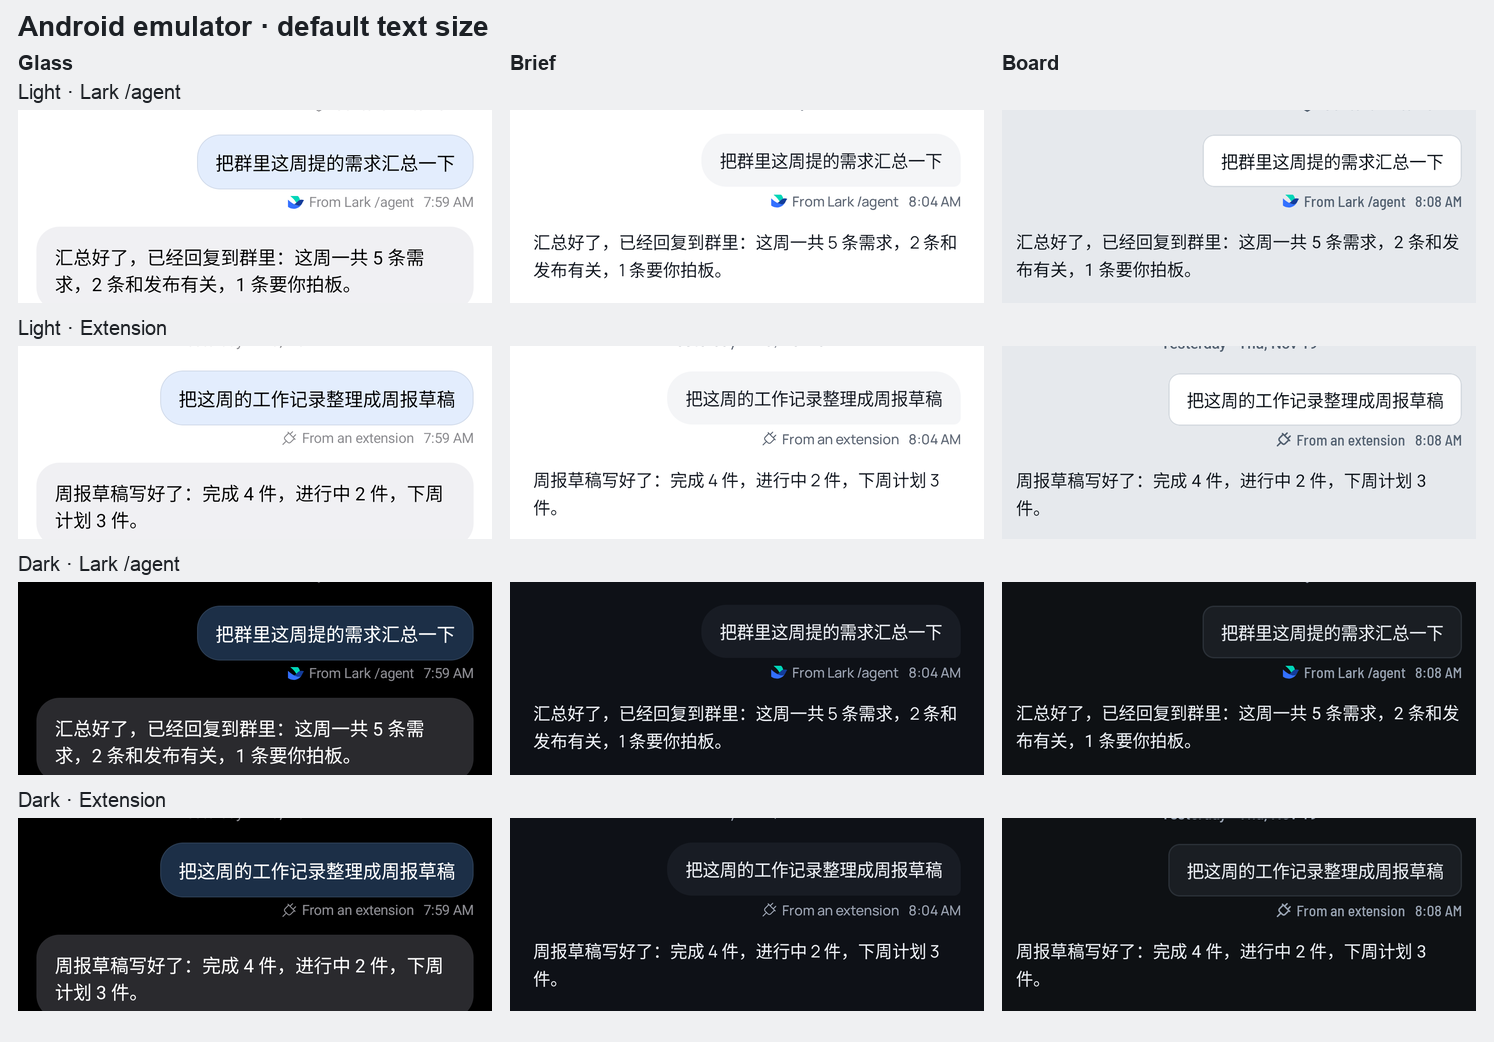 Android emulator · default text size
Glass
Brief
Board
Light · Lark /agent
把群里这周提的需求汇总一下
From Lark /agent 7:59 AM
汇总好了，已经回复到群里：这周一共 5 条需
求，2 条和发布有关，1 条要你拍板。
把群里这周提的需求汇总一下
From Lark /agent 8:04 AM
汇总好了，已经回复到群里：这周一共 5 条需求，2 条和
发布有关，1 条要你拍板。
把群里这周提的需求汇总一下
From Lark /agent 8:08 AM
汇总好了，已经回复到群里：这周一共 5 条需求，2 条和发
布有关，1 条要你拍板。
Light · Extension
把这周的工作记录整理成周报草稿
From an extension 7:59 AM
周报草稿写好了：完成 4 件，进行中 2 件，下周
计划 3 件。
把这周的工作记录整理成周报草稿
From an extension 8:04 AM
周报草稿写好了：完成 4 件，进行中 2 件，下周计划 3
件。
把这周的工作记录整理成周报草稿
From an extension 8:08 AM
周报草稿写好了：完成 4 件，进行中 2 件，下周计划 3
件。
Dark · Lark /agent
把群里这周提的需求汇总一下
From Lark /agent 7:59 AM
汇总好了，已经回复到群里：这周一共 5 条需
求，2 条和发布有关，1 条要你拍板。
把群里这周提的需求汇总一下
From Lark /agent 8:04 AM
汇总好了，已经回复到群里：这周一共 5 条需求，2 条和
发布有关，1 条要你拍板。
把群里这周提的需求汇总一下
From Lark /agent 8:08 AM
汇总好了，已经回复到群里：这周一共 5 条需求，2 条和发
布有关，1 条要你拍板。
Dark · Extension
把这周的工作记录整理成周报草稿
From an extension 7:59 AM
周报草稿写好了：完成 4 件，进行中 2 件，下周
计划 3 件。
把这周的工作记录整理成周报草稿
From an extension 8:04 AM
周报草稿写好了：完成 4 件，进行中 2 件，下周计划 3
件。
把这周的工作记录整理成周报草稿
From an extension 8:08 AM
周报草稿写好了：完成 4 件，进行中 2 件，下周计划 3
件。